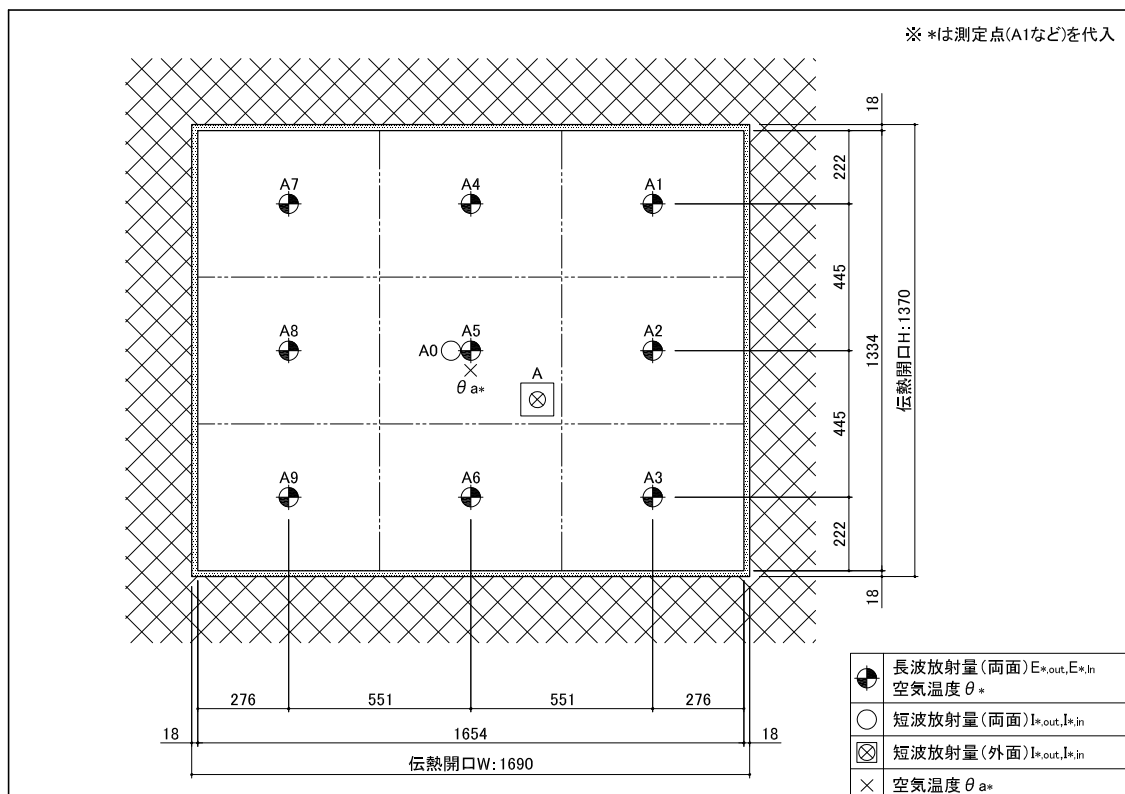 ※ *は測定点(A1など)を代入
18
A7
A4
A1
222
445
A8
A0
A5
A2
θa*
A
1334
伝熱開口H:1370
445
A9
A6
A3
222
18
276
551
551
276
18
1654
18
伝熱開口W:1690
長波放射量(両面)E*,out,E*,in
空気温度θ*
短波放射量(両面)I*,out,I*,in
短波放射量(外面)I*,out,I*,in
空気温度θa*